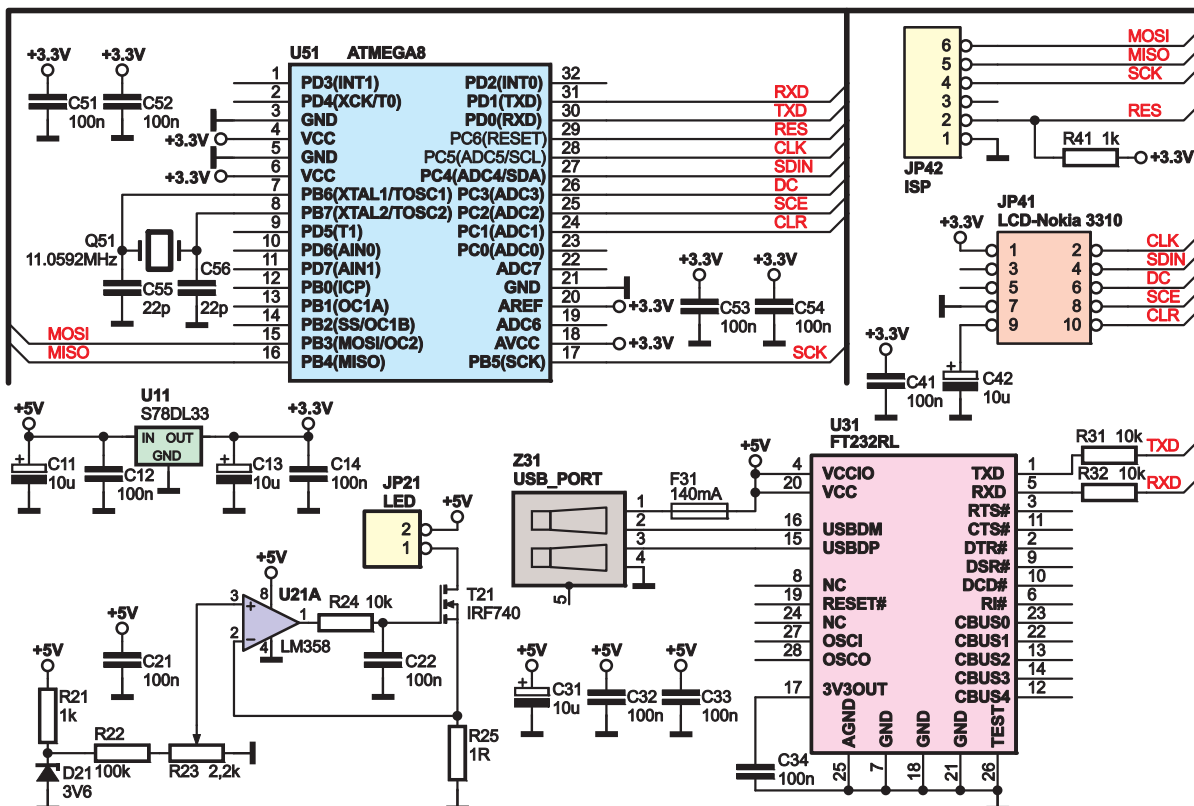 +3.3V
+3.3V
C51
100n
C52
100n
U51 ATMEGA8
1 PD3(INT1) PD2(INT0) 32
2 PD4(XCK/T0) PD1(TXD) 31 RXD
3 GND PD0(RXD) 30 TXD
+3.3V 4 VCC PC6(RESET) 29 RES
5 GND PC5(ADC5/SCL) 28 CLK
+3.3V 6 VCC PC4(ADC4/SDA) 27 SDIN
7 PB6(XTAL1/TOSC1) PC3(ADC3) 26 DC
8 PB7(XTAL2/TOSC2) PC2(ADC2) 25 SCE
9 PD5(T1) PC1(ADC1) 24 CLR
10 PD6(AIN0) PC0(ADC0) 23
11 PD7(AIN1) ADC7 22
12 PB0(ICP) GND 21
13 PB1(OC1A) AREF 20 +3.3V
14 PB2(SS/OC1B) ADC6 19
MOSI 15 PB3(MOSI/OC2) AVCC 18 +3.3V
MISO 16 PB4(MISO) PB5(SCK) 17 SCK
Q51
11.0592MHz
C55
22p
C56
22p
+3.3V
+3.3V
C53
100n
C54
100n
6 MOSI
5 MISO
4 SCK
3
2 RES
1
R41 1k
+3.3V
JP42
ISP
JP41
LCD-Nokia 3310
+3.3V
1 2 CLK
3 4 SDIN
5 6 DC
7 8 SCE
9 10 CLR
+3.3V
C41
100n
+
C42
10u
U11
S78DL33
+5V
IN OUT
GND
+3.3V
+
C11
10u
C12
100n
+
C13
10u
C14
100n
JP21
LED
2
1
+5V
+5V
3 +
2 −
8
4
1
U21A
LM358
R24 10k
T21
IRF740
C22
100n
+5V
C21
100n
+5V
R21
1k
R22
100k
R23 2,2k
D21
3V6
R25
1R
Z31
USB_PORT
1
2
3
4
5
F31
140mA
+5V
U31
FT232RL
4 VCCIO TXD 1
20 VCC RXD 5
RTS# 3
16 USBDM CTS# 11
15 USBDP DTR# 2
DSR# 9
8 NC DCD# 10
19 RESET# RI# 6
24 NC CBUS0 23
27 OSCI CBUS1 22
28 OSCO CBUS2 13
CBUS3 14
17 3V3OUT CBUS4 12
AGND GND GND GND TEST
25 7 18 21 26
R31 10k TXD
R32 10k RXD
+5V
+5V
+5V
+
C31
10u
C32
100n
C33
100n
C34
100n